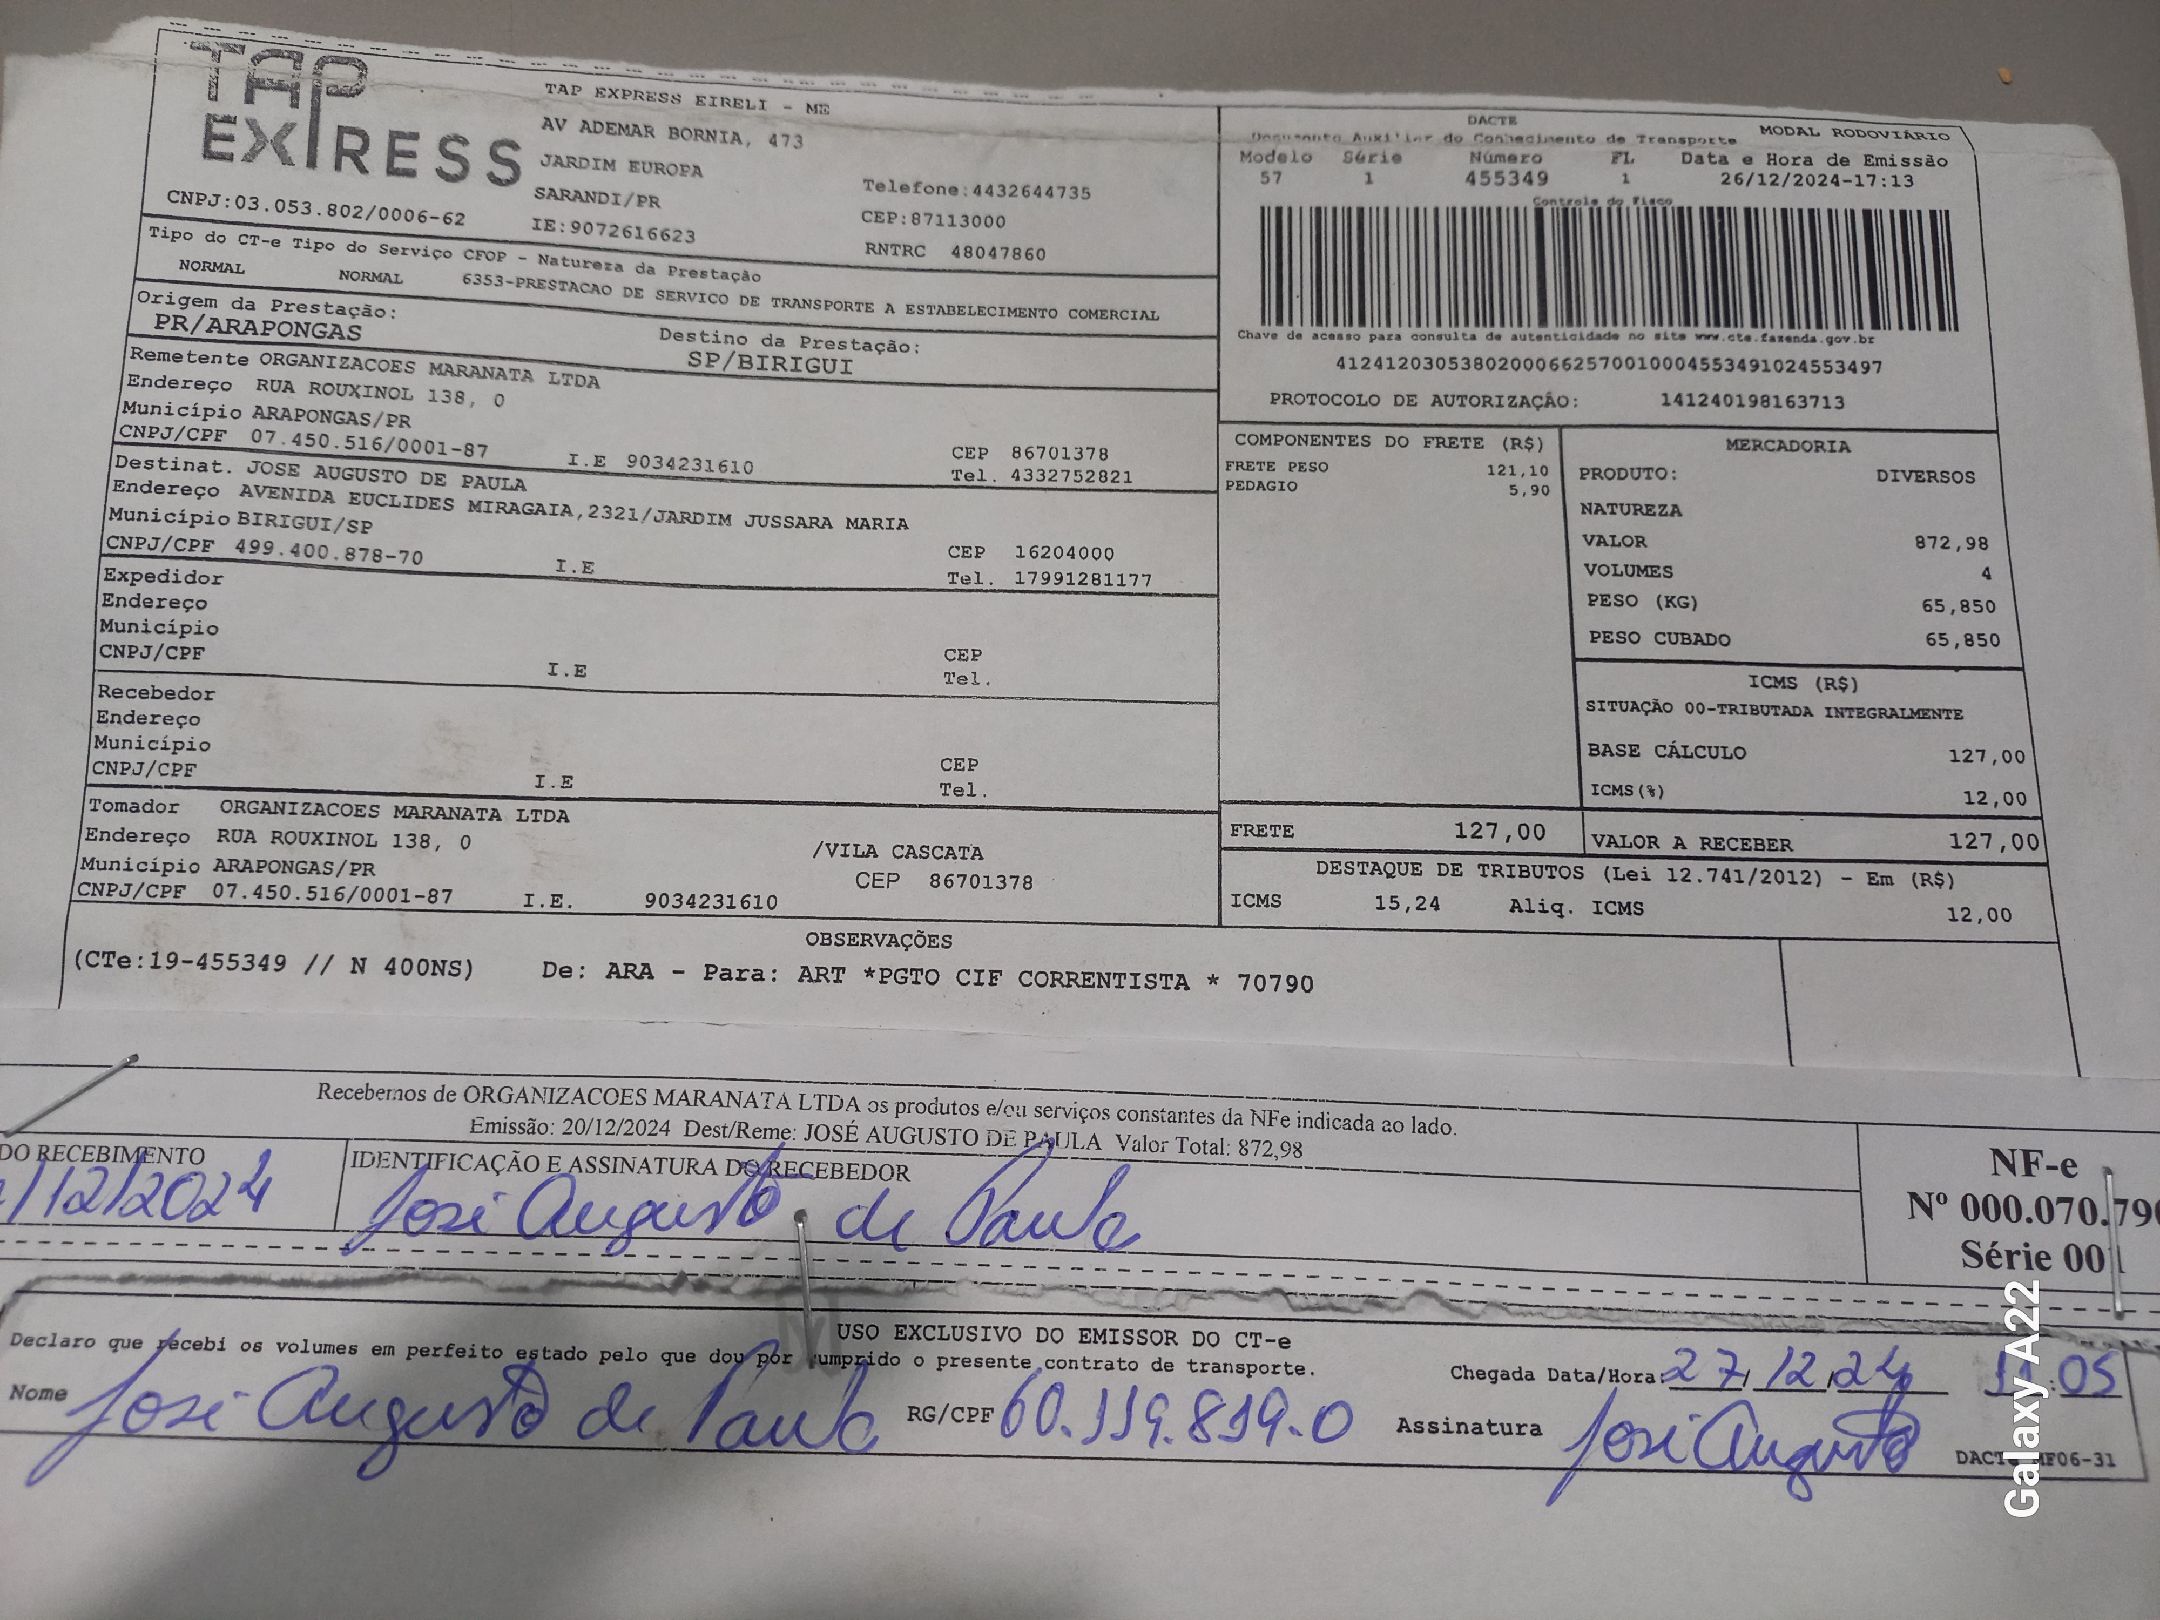 TAP EXPRESS
TAP EXPRESS EIRELI - ME
AV ADEMAR BORNIA, 473
JARDIM EUROPA
SARANDI/PR
IE:9072616623
CNPJ:03.053.802/0006-62
Telefone:4432644735
CEP:87113000
RNTRC 48047860
DACTE
Documento Auxiliar do Conhecimento de Transporte MODAL RODOVIÁRIO
Modelo Série Número FL Data e Hora de Emissão
57 1 455349 1 26/12/2024-17:13
Controle do Fisco
Chave de acesso para consulta de autenticidade no site www.cte.fazenda.gov.br
41241203053802000662570010004553491024553497
PROTOCOLO DE AUTORIZAÇÃO: 141240198163713
Tipo do CT-e Tipo do Serviço CFOP - Natureza da Prestação
NORMAL NORMAL 6353-PRESTACAO DE SERVICO DE TRANSPORTE A ESTABELECIMENTO COMERCIAL
Origem da Prestação: Destino da Prestação:
PR/ARAPONGAS SP/BIRIGUI
Remetente ORGANIZACOES MARANATA LTDA
Endereço RUA ROUXINOL 138, 0
Município ARAPONGAS/PR CEP 86701378
CNPJ/CPF 07.450.516/0001-87 I.E 9034231610 Tel. 4332752821
Destinat. JOSE AUGUSTO DE PAULA
Endereço AVENIDA EUCLIDES MIRAGAIA,2321/JARDIM JUSSARA MARIA
Município BIRIGUI/SP CEP 16204000
CNPJ/CPF 499.400.878-70 I.E Tel. 17991281177
Expedidor
Endereço
Município CEP
CNPJ/CPF I.E Tel.
Recebedor
Endereço
Município CEP
CNPJ/CPF I.E Tel.
Tomador ORGANIZACOES MARANATA LTDA
Endereço RUA ROUXINOL 138, 0 /VILA CASCATA
Município ARAPONGAS/PR CEP 86701378
CNPJ/CPF 07.450.516/0001-87 I.E. 9034231610
COMPONENTES DO FRETE (R$)
FRETE PESO 121,10
PEDAGIO 5,90
MERCADORIA
PRODUTO: DIVERSOS
NATUREZA
VALOR 872,98
VOLUMES 4
PESO (KG) 65,850
PESO CUBADO 65,850
ICMS (R$)
SITUAÇÃO 00-TRIBUTADA INTEGRALMENTE
BASE CÁLCULO 127,00
ICMS(%) 12,00
FRETE 127,00 VALOR A RECEBER 127,00
DESTAQUE DE TRIBUTOS (Lei 12.741/2012) - Em (R$)
ICMS 15,24 Aliq. ICMS 12,00
OBSERVAÇÕES
(CTe:19-455349 // N 400NS) De: ARA - Para: ART *PGTO CIF CORRENTISTA * 70790
Recebemos de ORGANIZACOES MARANATA LTDA os produtos e/ou serviços constantes da NFe indicada ao lado.
Emissão: 20/12/2024 Dest/Reme: JOSÉ AUGUSTO DE PAULA Valor Total: 872,98
DO RECEBIMENTO IDENTIFICAÇÃO E ASSINATURA DO RECEBEDOR
/12/2024 José Augusto de Paula
NF-e
Nº 000.070.790
Série 001
USO EXCLUSIVO DO EMISSOR DO CT-e
Declaro que recebi os volumes em perfeito estado pelo que dou por cumprido o presente contrato de transporte.
Chegada Data/Hora: 27/12/24 11:05
Nome José Augusto de Paula RG/CPF 60.119.819-0 Assinatura José Augusto
Galaxy A22